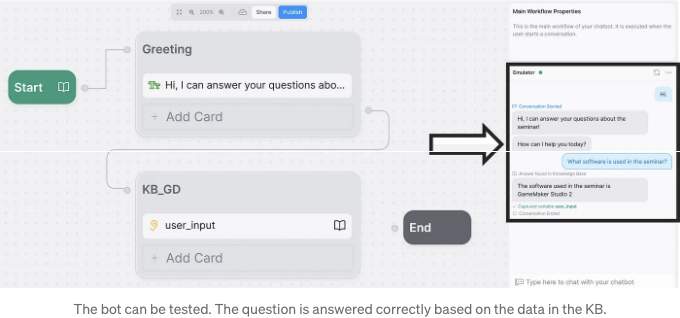 200%
Share
Publish
Main Workflow Properties
This is the main workflow of your chatbot. It is executed when the
user starts a conversation.
Greeting
Start
Hi, I can answer your questions abo...
+ Add Card
Emulator
Hi.
Conversation Started
Hi, I can answer your questions about the
seminar!
How can I help you today?
What software is used in the seminar?
Answer found in Knowledge Base
The software used in the seminar is
GameMaker Studio 2
Captured variable user_input
Conversation Ended
KB_GD
user_input
+ Add Card
End
Type here to chat with your chatbot
The bot can be tested. The question is answered correctly based on the data in the KB.